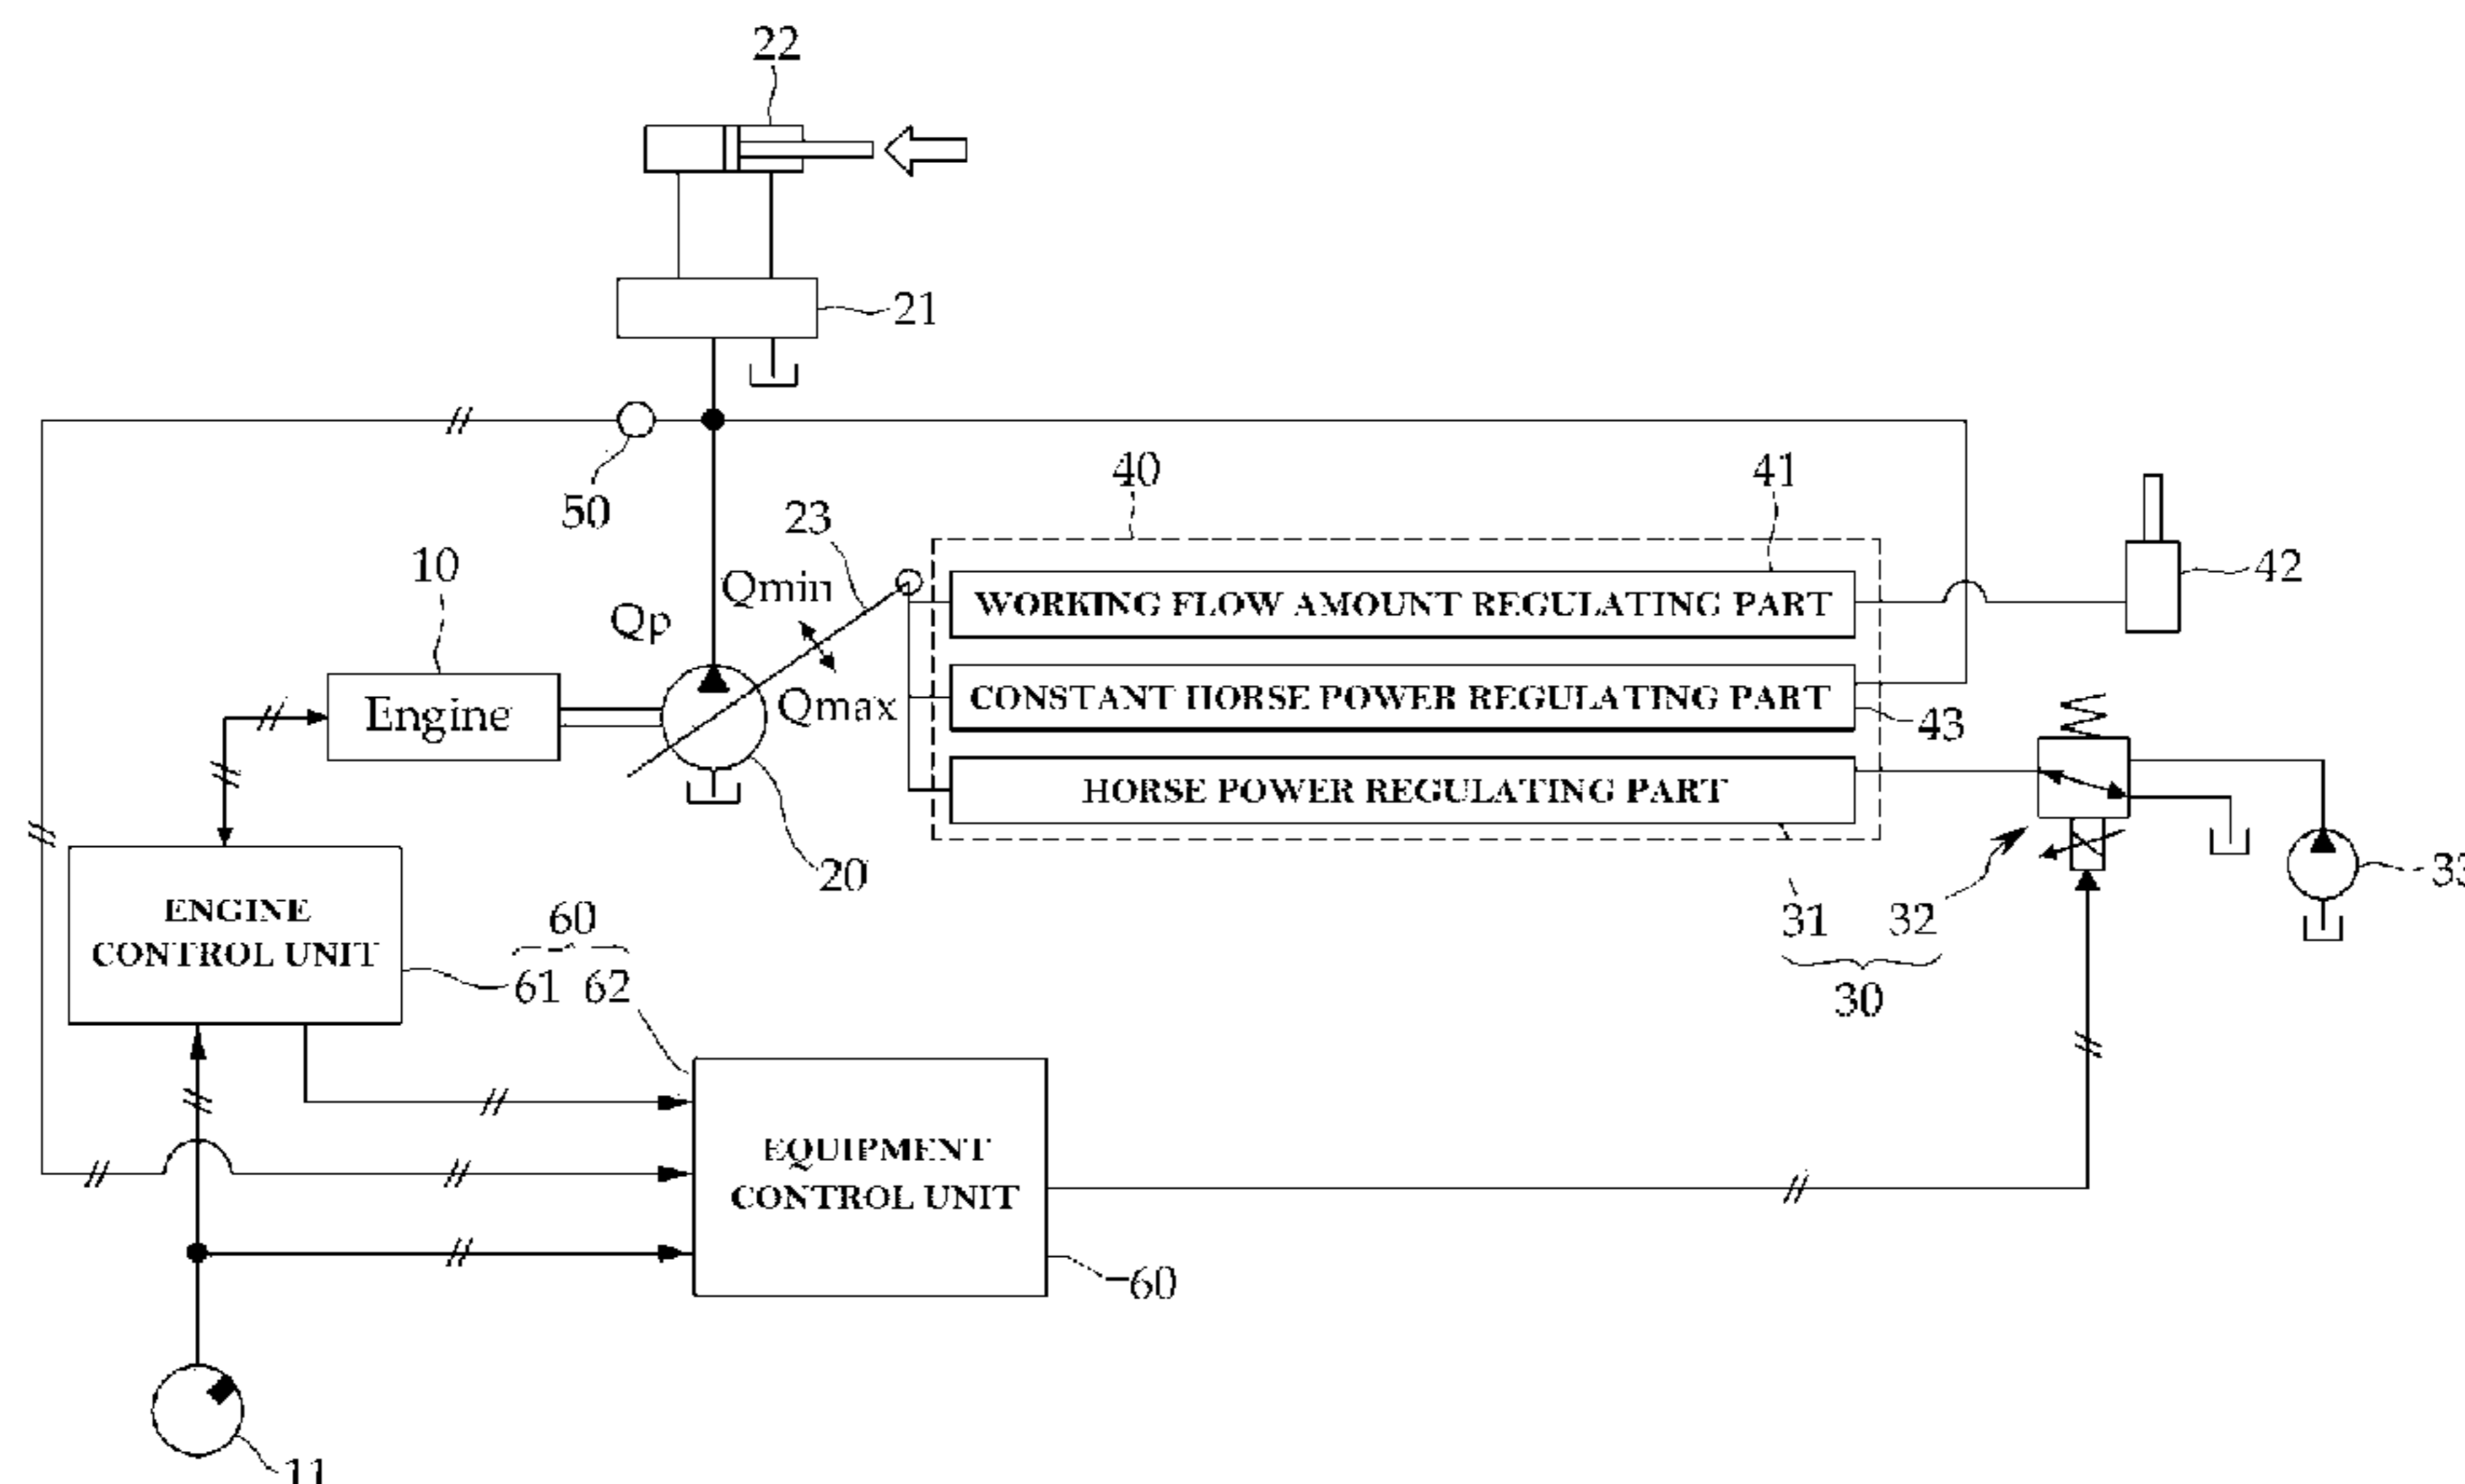 22
21
50
40
41
23
10
Qmin
42
WORKING FLOW AMOUNT REGULATING PART
Qp
Engine
Qmax
CONSTANT HORSE POWER REGULATING PART
43
HORSE POWER REGULATING PART
20
33
ENGINE
CONTROL UNIT
60
61 62
31 32
30
EQUIPMENT
CONTROL UNIT
60
11